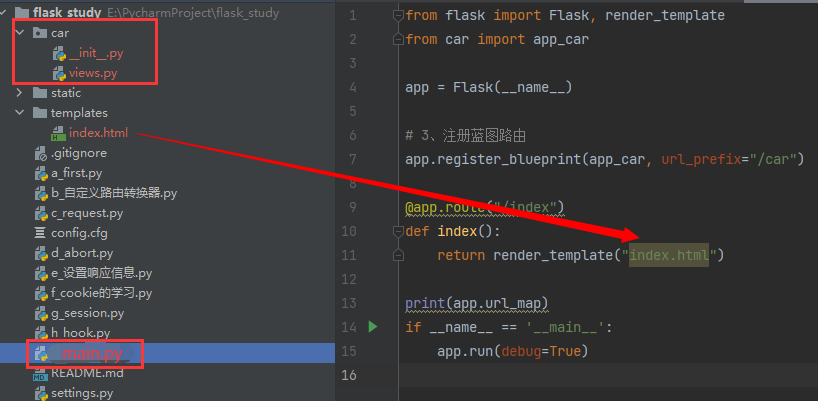 flask_study E:\PycharmProject\flask_study
car
__init__.py
views.py
static
templates
index.html
.gitignore
a_first.py
b_自定义路由转换器.py
c_request.py
config.cfg
d_abort.py
e_设置响应信息.py
f_cookie的学习.py
g_session.py
h_hook.py
main.py
README.md
settings.py
1 from flask import Flask, render_template
2 from car import app_car
3
4 app = Flask(__name__)
5
6 # 3、注册蓝图路由
7 app.register_blueprint(app_car, url_prefix="/car")
8
9 @app.route("/index")
10 def index():
11 return render_template("index.html")
12
13 print(app.url_map)
14 if __name__ == '__main__':
15 app.run(debug=True)
16